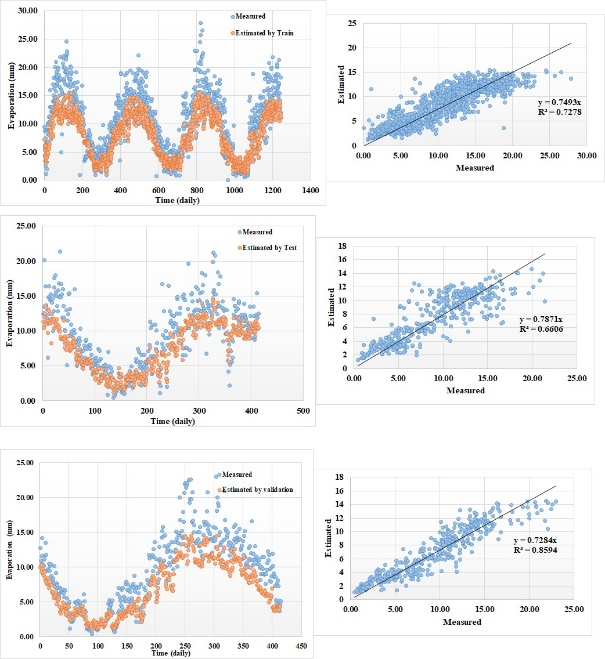 30.00
25.00
20.00
15.00
10.00
5.00
0.00
Evaporation (mm)
Measured
Estimated by Train
0 200 400 600 800 1000 1200 1400
Time (daily)
25
20
15
10
5
0
Estimated
y = 0.7493x
R² = 0.7278
0.00 5.00 10.00 15.00 20.00 25.00 30.00
Measured
25.00
20.00
15.00
10.00
5.00
0.00
Evaporation (mm)
Measured
Estimated by Test
0 100 200 300 400 500
Time (daily)
18
16
14
12
10
8
6
4
2
0
Estimated
y = 0.7871x
R² = 0.6606
0.00 5.00 10.00 15.00 20.00 25.00
Measured
25.00
20.00
15.00
10.00
5.00
0.00
Evporation (mm)
Measured
Estimated by validation
0 50 100 150 200 250 300 350 400 450
Time (daily)
18
16
14
12
10
8
6
4
2
0
Estimated
y = 0.7284x
R² = 0.8594
0.00 5.00 10.00 15.00 20.00 25.00
Measured